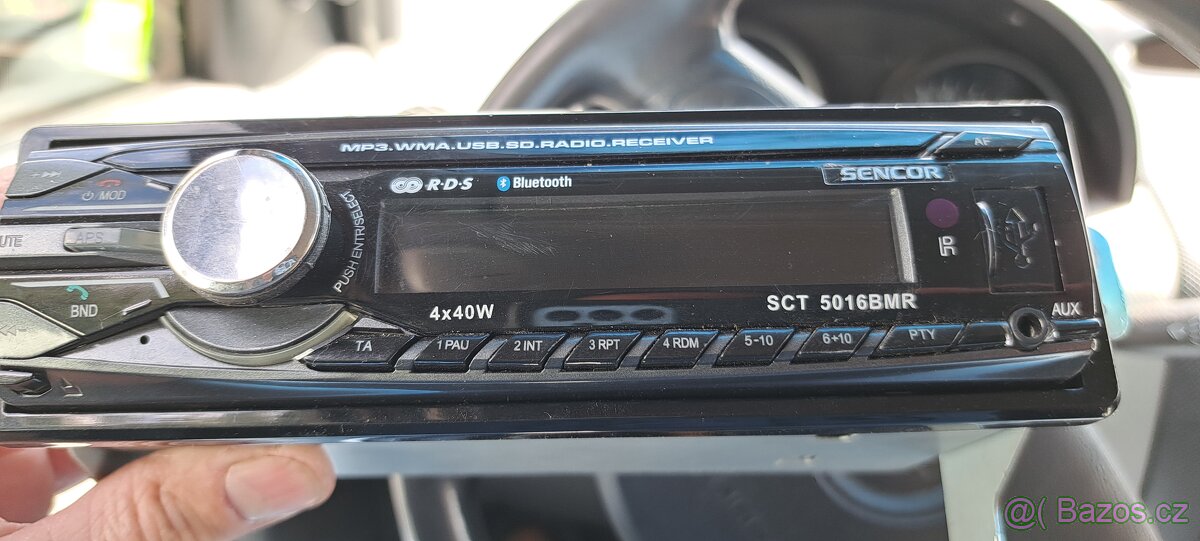 MP3.WMA.USB.SD.RADIO.RECEIVER
AF
SENCOR
R·D·S
Bluetooth
MOD
PUSH ENTR/SELECT
APS
BND
4x40W
SCT 5016BMR
AUX
TA
1 PAU
2 INT
3 RPT
4 RDM
5 -10
6 +10
PTY
@( Bazos.cz